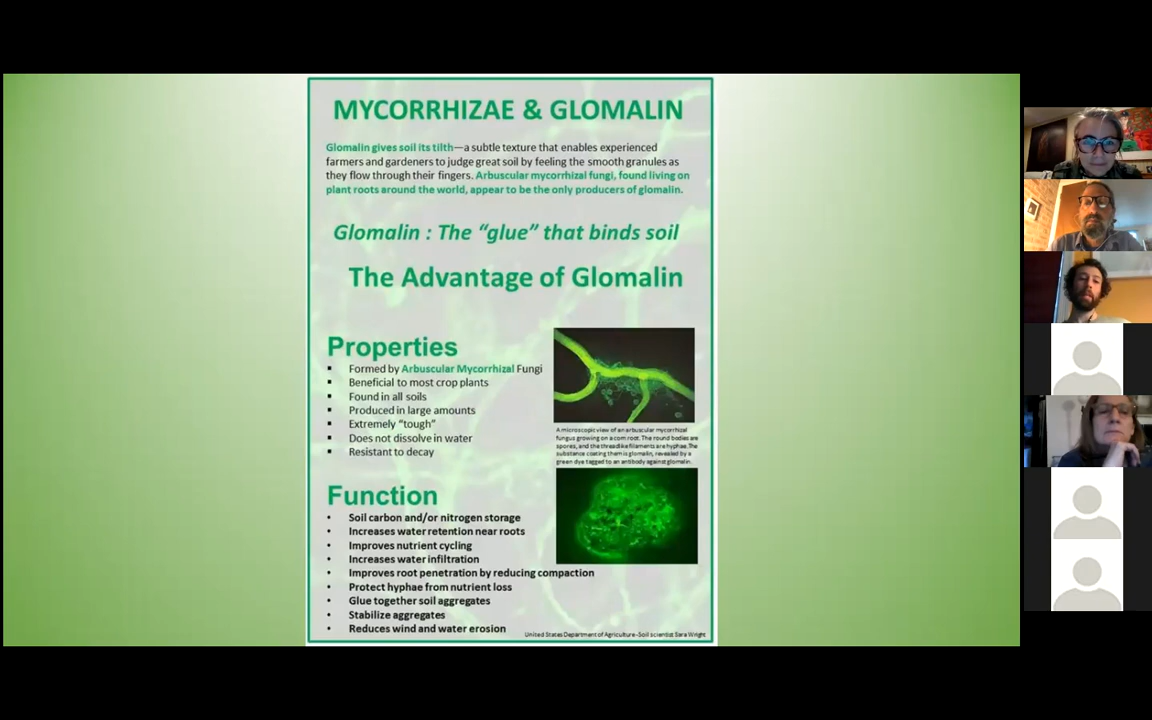 MYCORRHIZAE & GLOMALIN
Glomalin gives soil its tilth—a subtle texture that enables experienced
farmers and gardeners to judge great soil by feeling the smooth granules as
they flow through their fingers. Arbuscular mycorrhizal fungi, found living on
plant roots around the world, appear to be the only producers of glomalin.
Glomalin : The “glue” that binds soil
The Advantage of Glomalin
Properties
▪ Formed by Arbuscular Mycorrhizal Fungi
▪ Beneficial to most crop plants
▪ Found in all soils
▪ Produced in large amounts
▪ Extremely “tough”
▪ Does not dissolve in water
▪ Resistant to decay
A microscopic view of an arbuscular mycorrhizal
fungus growing on a corn root. The round bodies are
spores, and the threadlike filaments are hyphae. The
substance coating them is glomalin, revealed by a
green dye tagged to an antibody against glomalin.
Function
• Soil carbon and/or nitrogen storage
• Increases water retention near roots
• Improves nutrient cycling
• Increases water infiltration
• Improves root penetration by reducing compaction
• Protect hyphae from nutrient loss
• Glue together soil aggregates
• Stabilize aggregates
• Reduces wind and water erosion
United States Department of Agriculture-Soil scientist Sara Wright